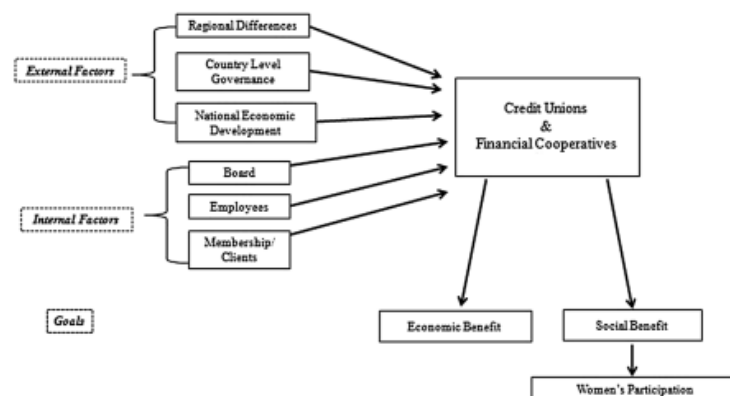 Regional Differences
External Factors
Country Level
Governance
National Economic
Development
Credit Unions
&
Financial Cooperatives
Board
Internal Factors
Employees
Membership/
Clients
Goals
Economic Benefit
Social Benefit
Women's Participation